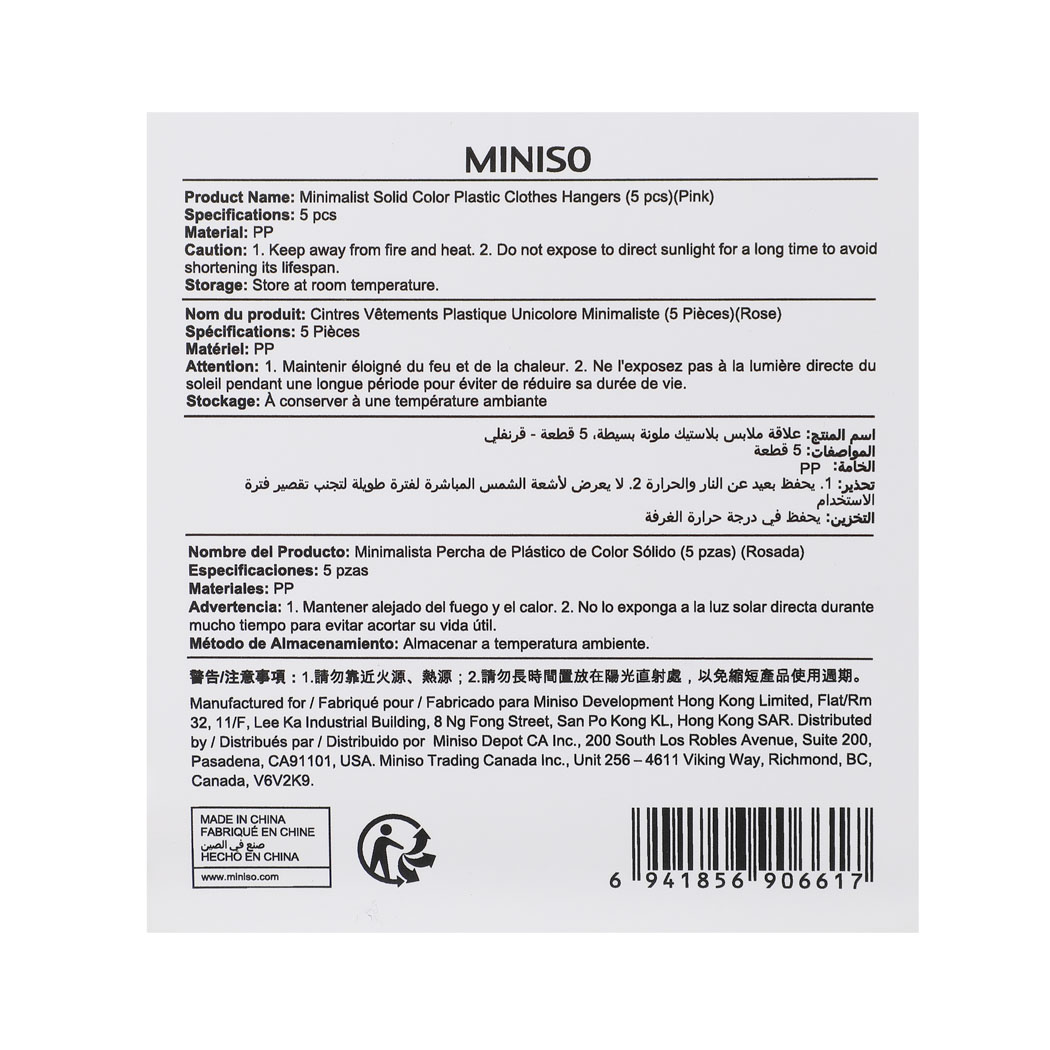 MINISO
Product Name: Minimalist Solid Color Plastic Clothes Hangers (5 pcs)(Pink)
Specifications: 5 pcs
Material: PP
Caution: 1. Keep away from fire and heat. 2. Do not expose to direct sunlight for a long time to avoid
shortening its lifespan.
Storage: Store at room temperature.
Nom du produit: Cintres Vêtements Plastique Unicolore Minimaliste (5 Pièces)(Rose)
Spécifications: 5 Pièces
Matériel: PP
Attention: 1. Maintenir éloigné du feu et de la chaleur. 2. Ne l'exposez pas à la lumière directe du
soleil pendant une longue période pour éviter de réduire sa durée de vie.
Stockage: À conserver à une température ambiante
اسم المنتج: علاقة ملابس بلاستيك ملونة بسيطة، 5 قطعة - قرنفلي
المواصفات: 5 قطعة
الخامة: PP
تحذير: 1. يحفظ بعيد عن النار والحرارة 2. لا يعرض لأشعة الشمس المباشرة لفترة طويلة لتجنب تقصير فترة
الاستخدام
التخزين: يحفظ في درجة حرارة الغرفة
Nombre del Producto: Minimalista Percha de Plástico de Color Sólido (5 pzas) (Rosada)
Especificaciones: 5 pzas
Materiales: PP
Advertencia: 1. Mantener alejado del fuego y el calor. 2. No lo exponga a la luz solar directa durante
mucho tiempo para evitar acortar su vida útil.
Método de Almacenamiento: Almacenar a temperatura ambiente.
警告/注意事項：1.請勿靠近火源、熱源；2.請勿長時間置放在陽光直射處，以免縮短產品使用週期。
Manufactured for / Fabriqué pour / Fabricado para Miniso Development Hong Kong Limited, Flat/Rm
32, 11/F, Lee Ka Industrial Building, 8 Ng Fong Street, San Po Kong KL, Hong Kong SAR. Distributed
by / Distribués par / Distribuido por Miniso Depot CA Inc., 200 South Los Robles Avenue, Suite 200,
Pasadena, CA91101, USA. Miniso Trading Canada Inc., Unit 256 – 4611 Viking Way, Richmond, BC,
Canada, V6V2K9.
MADE IN CHINA
FABRIQUÉ EN CHINE
صنع في الصين
HECHO EN CHINA
www.miniso.com
6 941856 906617